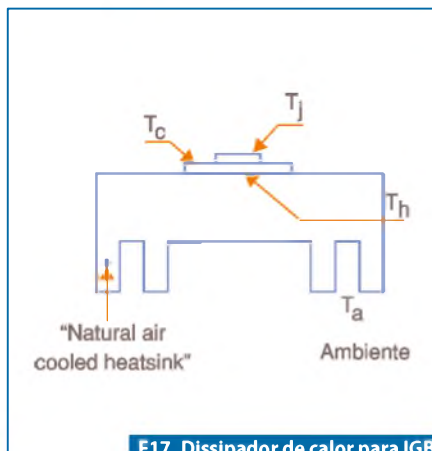 Tj
Tc
Th
Ta
"Natural air
cooled heatsink"
Ambiente
F17. Dissipador de calor para IGB